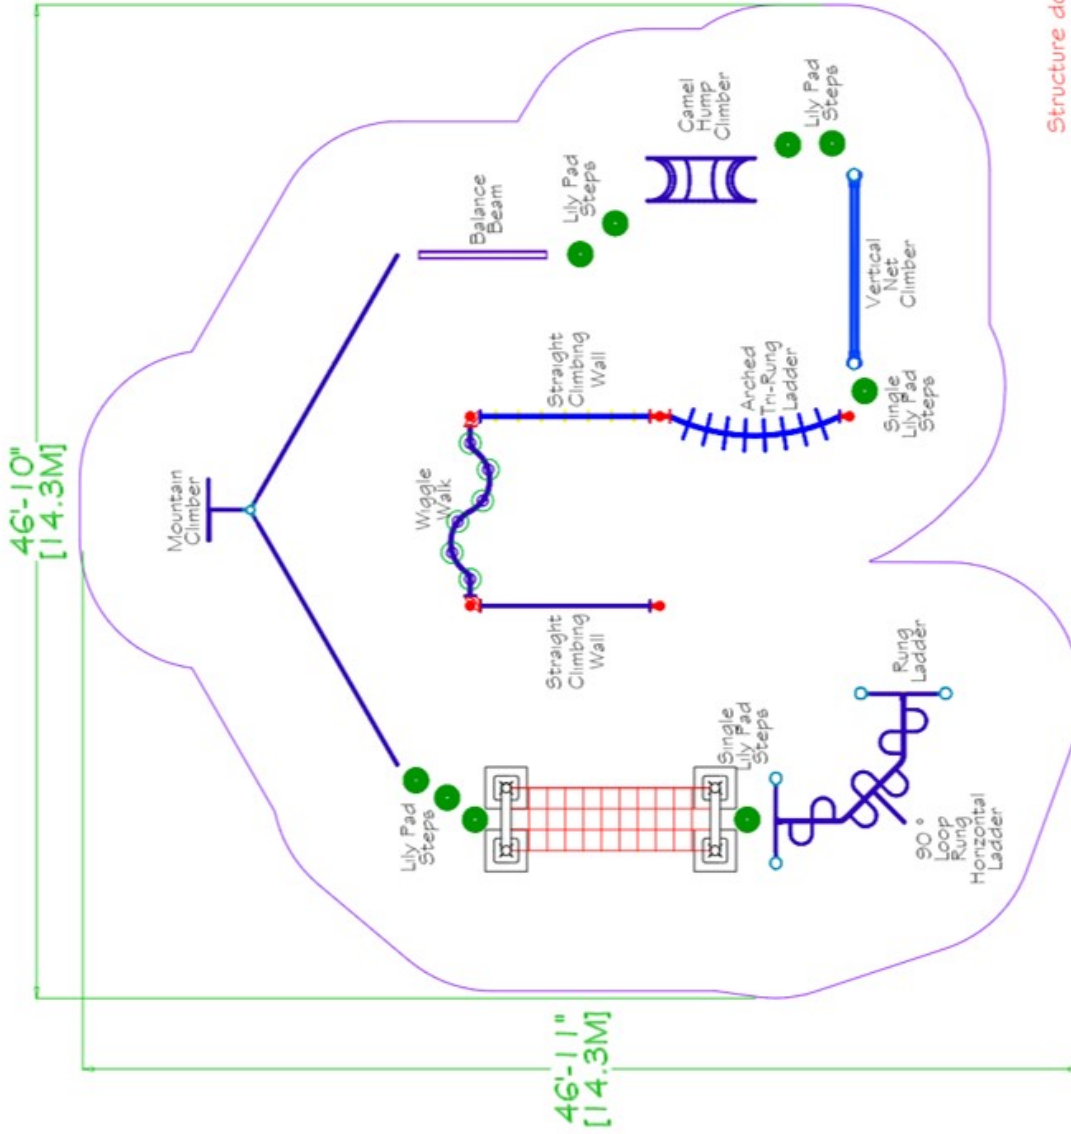 46'-10"
[14.3M]
46'-11"
[14.3M]
Mountain
Climber
Balance
Beam
Lily Pad
Steps
Camel
Hump
Climber
Lily Pad
Steps
Vertical
Net
Climber
Single
Lily Pad
Steps
Arched
Tri-Rung
Ladder
Straight
Climbing
Wall
Wiggle
Walk
Straight
Climbing
Wall
Lily Pad
Steps
Single
Lily Pad
Steps
90°
Loop
Rung
Horizontal
Ladder
Rung
Ladder
Structure